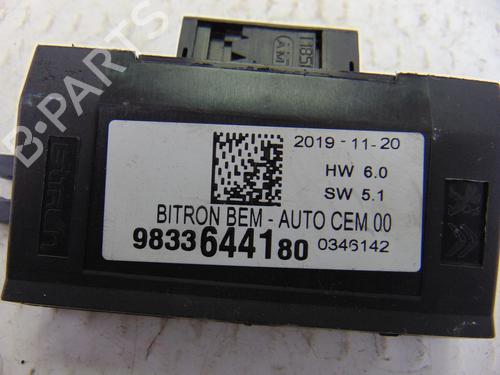 B-PARTS
2019-11-20
HW 6.0
SW 5.1
BITRON BEM - AUTO CEM 00
9833644180 0346142